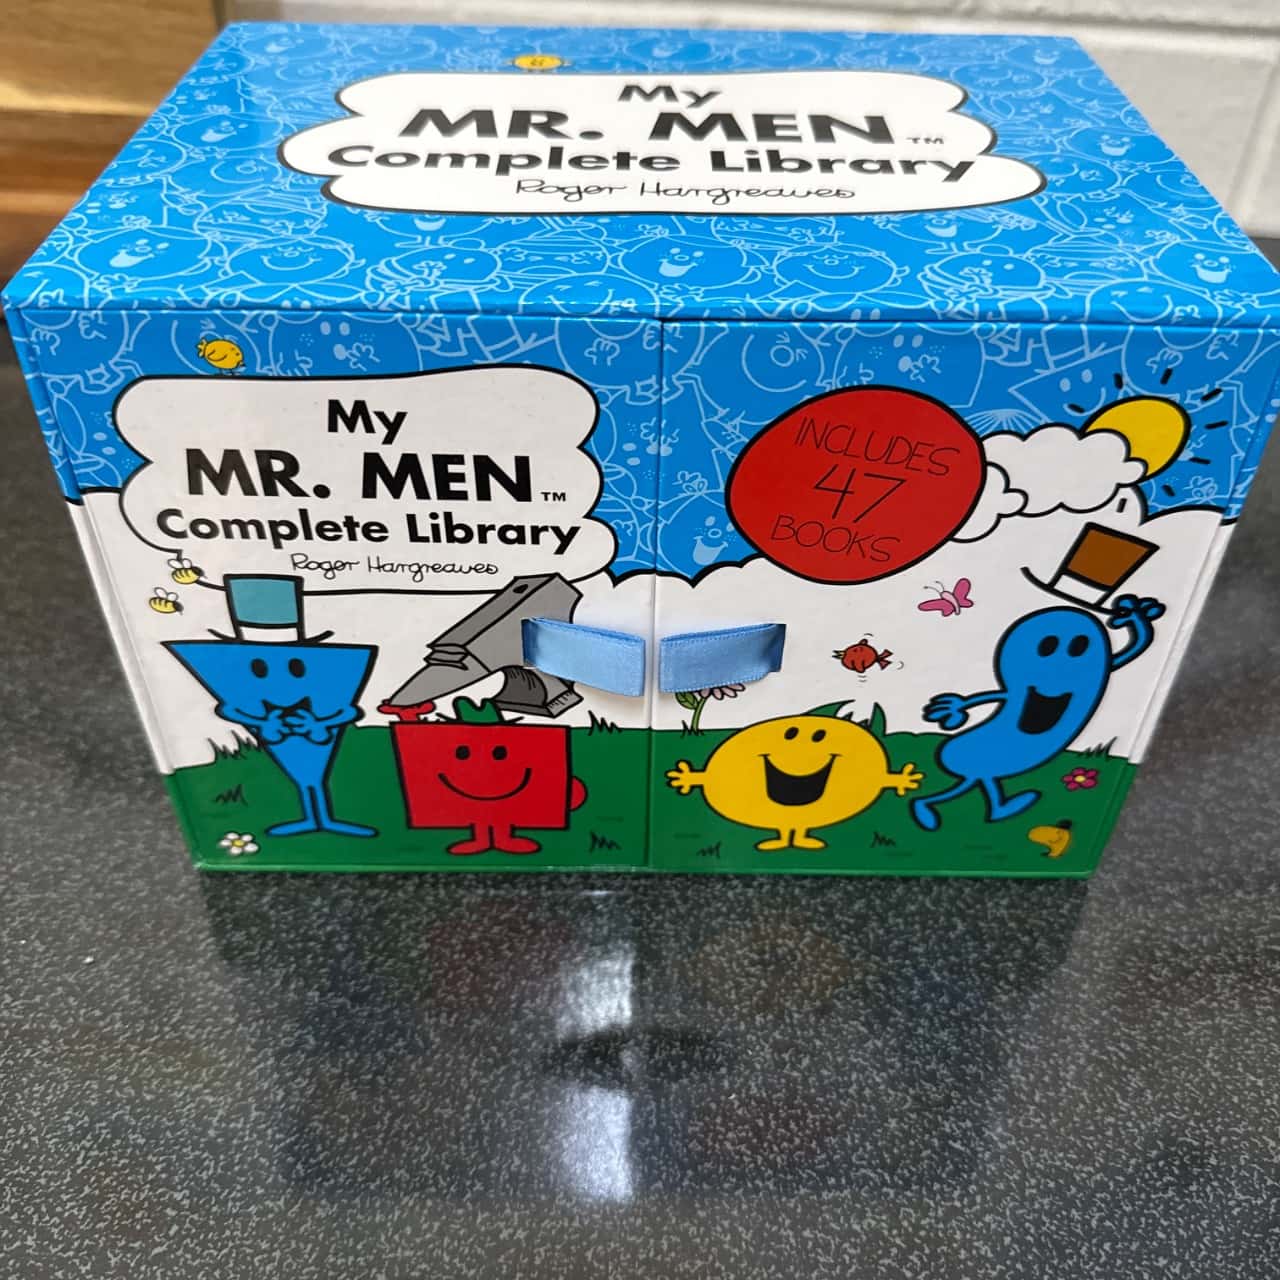 My
MR. MEN™
Complete Library
Roger Hargreaves
My
MR. MEN™
Complete Library
Roger Hargreaves
INCLUDES
47
BOOKS